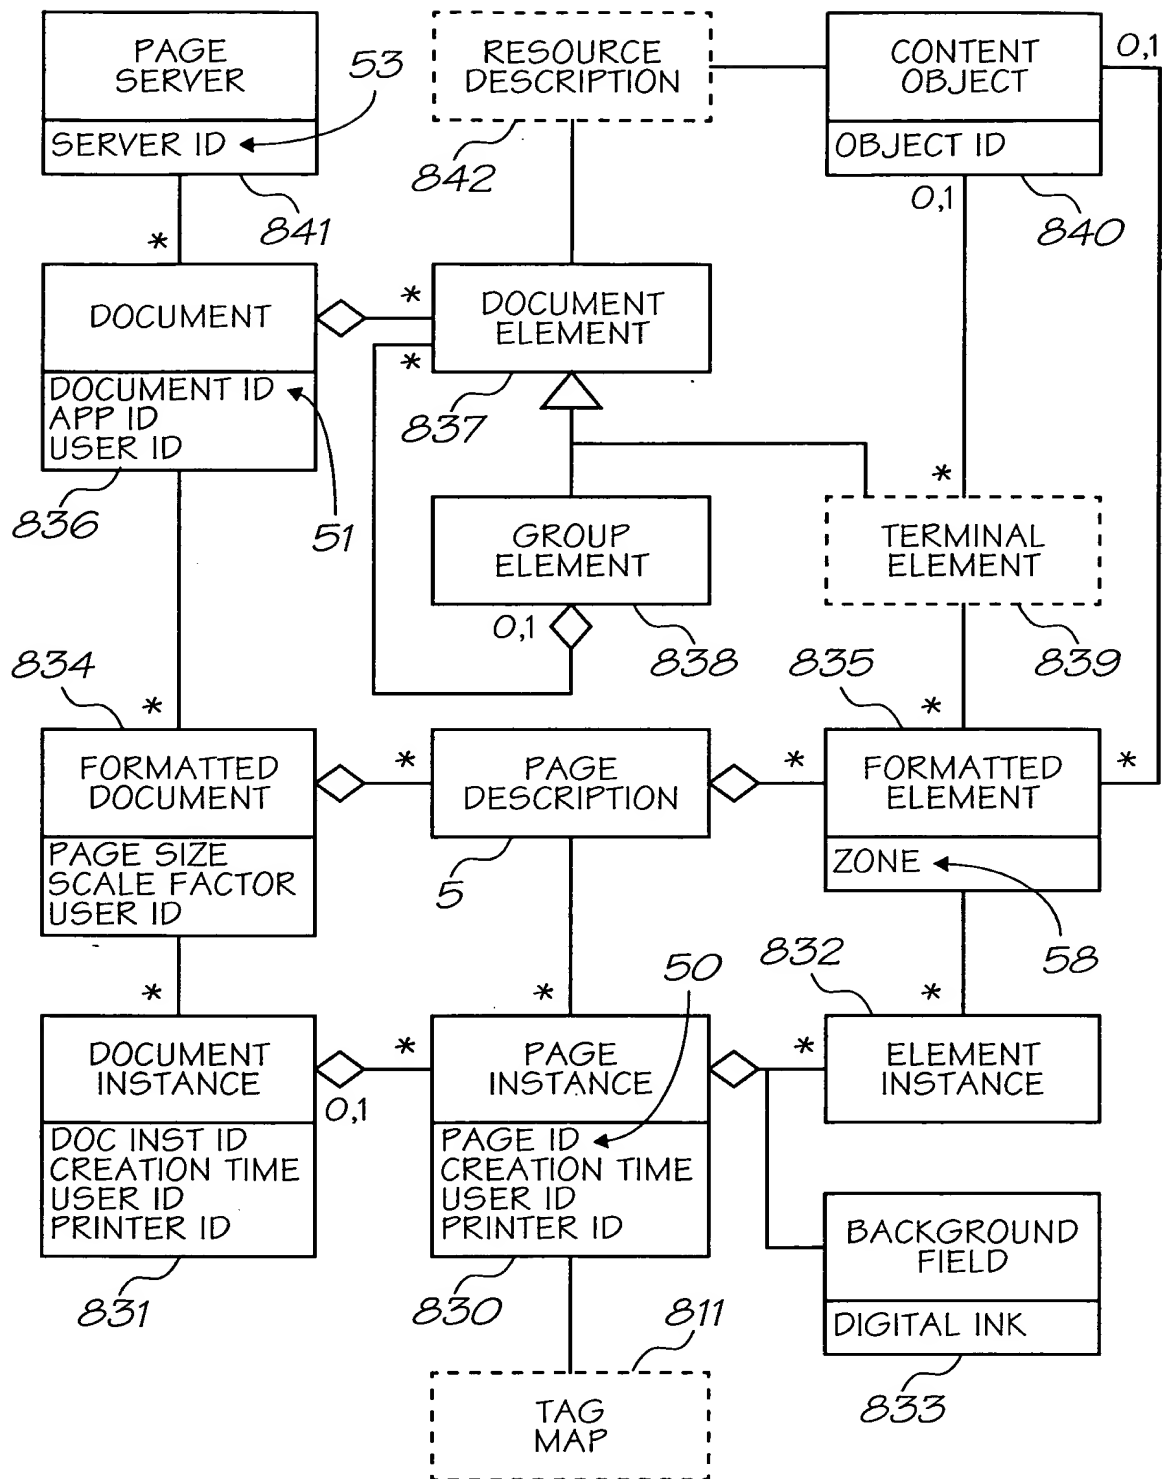 PAGE
SERVER
SERVER ID
53
841
*
RESOURCE
DESCRIPTION
842
CONTENT
OBJECT
OBJECT ID
0,1
0,1
840
DOCUMENT
DOCUMENT ID
APP ID
USER ID
836
51
*
*
DOCUMENT
ELEMENT
837
GROUP
ELEMENT
0,1
838
*
TERMINAL
ELEMENT
839
834
*
FORMATTED
DOCUMENT
PAGE SIZE
SCALE FACTOR
USER ID
*
PAGE
DESCRIPTION
5
*
835
*
FORMATTED
ELEMENT
*
ZONE
58
*
DOCUMENT
INSTANCE
DOC INST ID
CREATION TIME
USER ID
PRINTER ID
831
0,1
*
*
50
PAGE
INSTANCE
PAGE ID
CREATION TIME
USER ID
PRINTER ID
830
*
832
*
ELEMENT
INSTANCE
BACKGROUND
FIELD
DIGITAL INK
833
811
TAG
MAP